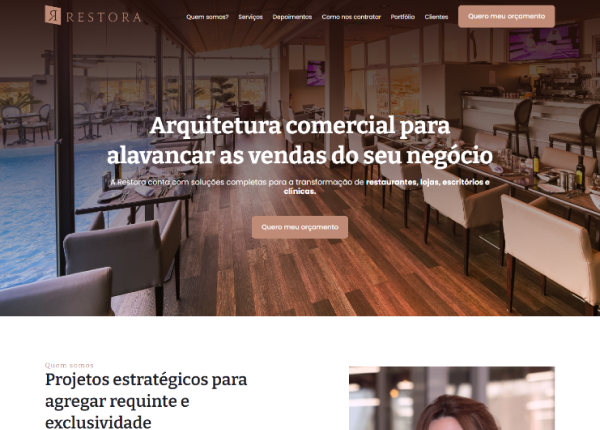 RESTORA
Quem somos? Serviços Depoimentos Como nos contratar Portfólio Clientes Quero meu orçamento
Arquitetura comercial para
alavancar as vendas do seu negócio
A Restora conta com soluções completas para a transformação de restaurantes, lojas, escritórios e
clínicas.
Quero meu orçamento
Quem somos
Projetos estratégicos para
agregar requinte e
exclusividade